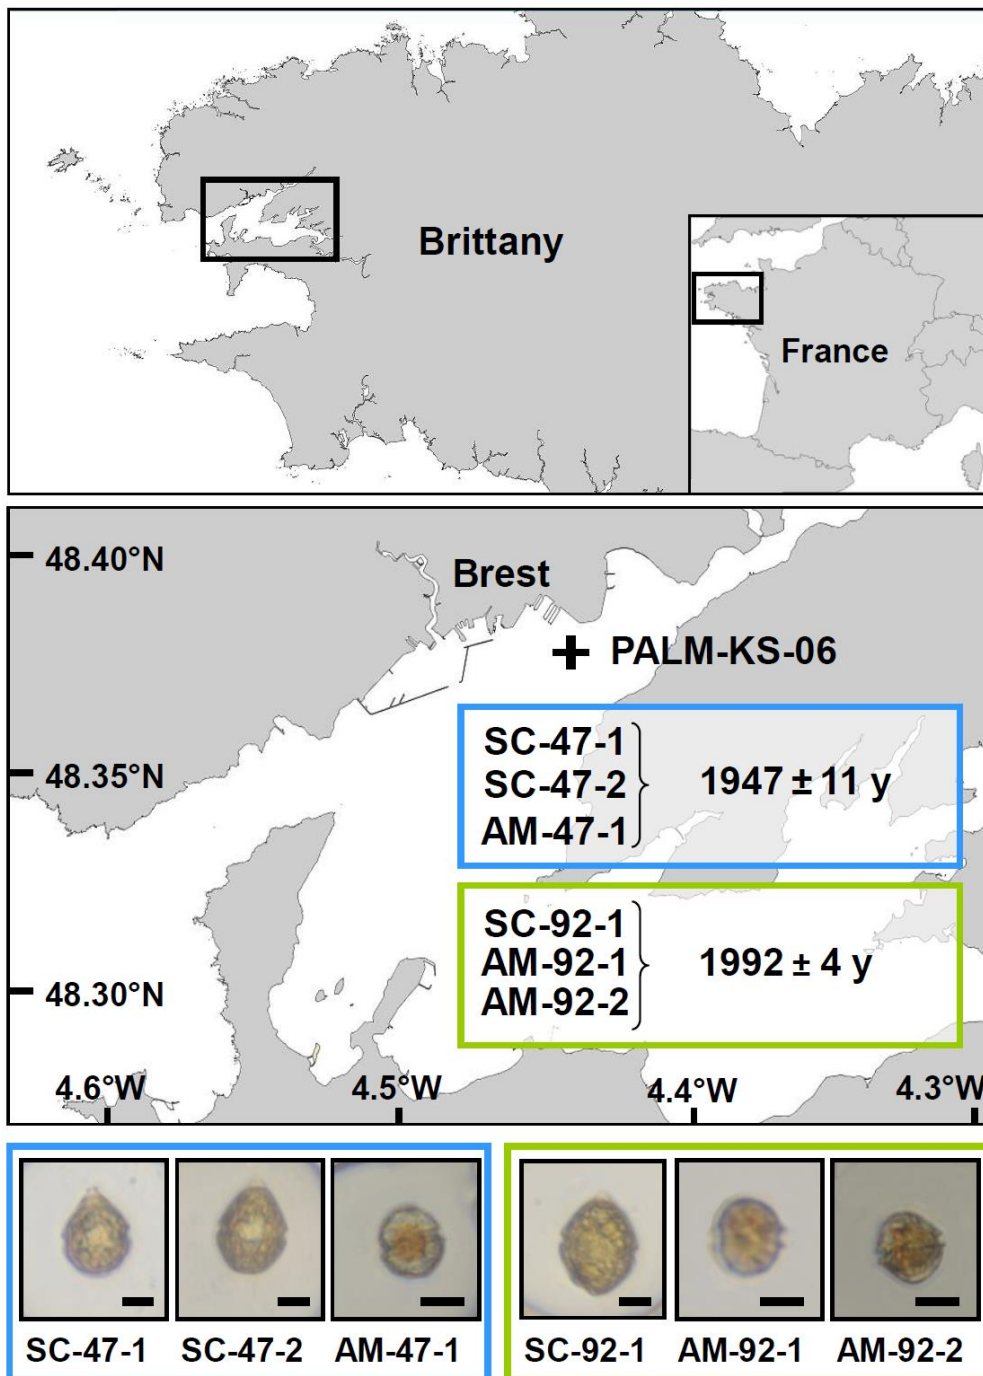 Brittany
France
48.40°N
Brest
PALM-KS-06
SC-47-1
SC-47-2
AM-47-1
1947 ± 11 y
48.35°N
SC-92-1
AM-92-1
AM-92-2
1992 ± 4 y
48.30°N
4.6°W 4.5°W 4.4°W 4.3°W
SC-47-1 SC-47-2 AM-47-1 SC-92-1 AM-92-1 AM-92-2